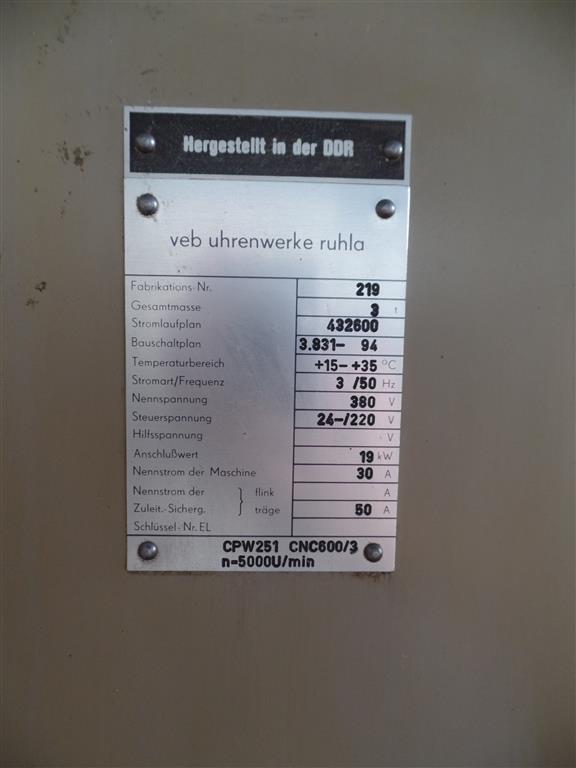 Hergestellt in der DDR
veb uhrenwerke ruhla
Fabrikations-Nr. 219
Gesamtmasse 3 t
Stromlaufplan 432600
Bauschaltplan 3.831- 94
Temperaturbereich +15- +35 °C
Stromart/Frequenz 3 /50 Hz
Nennspannung 380 V
Steuerspannung 24-/220 V
Hilfsspannung V
Anschlußwert 19 kW
Nennstrom der Maschine 30 A
Nennstrom der } flink A
Zuleit.-Sicherg. träge 50 A
Schlüssel-Nr. EL
CPW251 CNC600/3
n=5000U/min